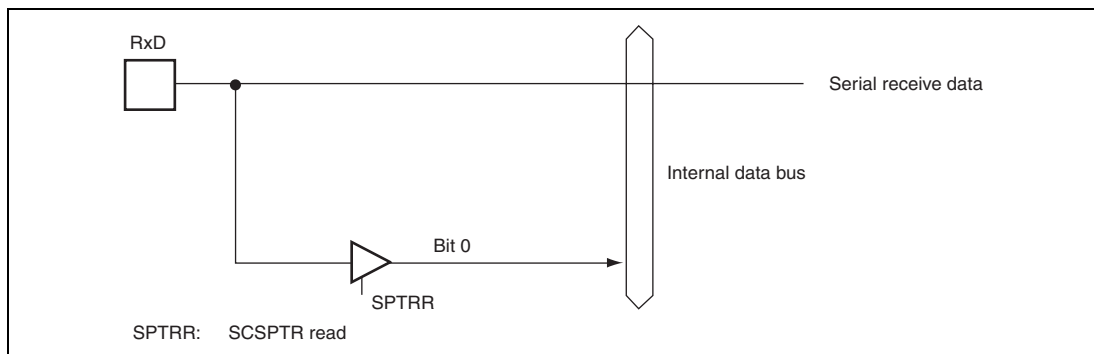 RxD
Serial receive data
Internal data bus
Bit 0
SPTRR
SPTRR: SCSPTR read